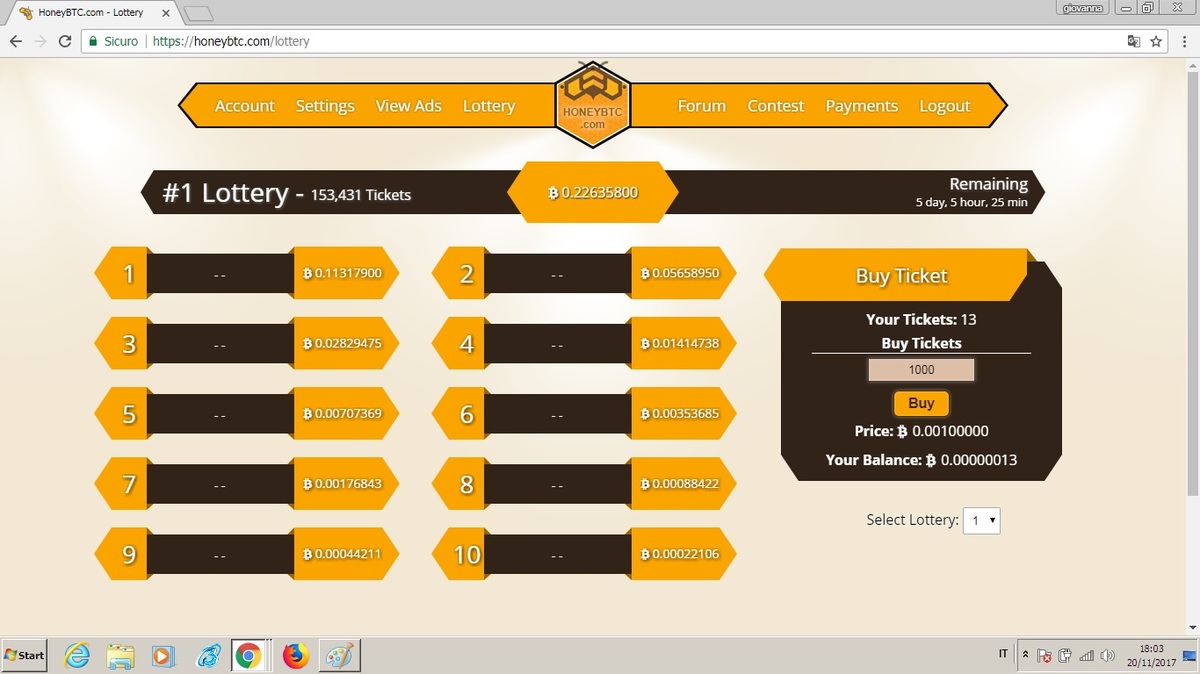 HoneyBTC.com - Lottery
giovanna
Sicuro https://honeybtc.com/lottery
Account Settings View Ads Lottery HONEYBTC .com Forum Contest Payments Logout
#1 Lottery - 153,431 Tickets
₿ 0.22635800
Remaining
5 day, 5 hour, 25 min
1 -- ₿ 0.11317900
2 -- ₿ 0.05658950
3 -- ₿ 0.02829475
4 -- ₿ 0.01414738
5 -- ₿ 0.00707369
6 -- ₿ 0.00353685
7 -- ₿ 0.00176843
8 -- ₿ 0.00088422
9 -- ₿ 0.00044211
10 -- ₿ 0.00022106
Buy Ticket
Your Tickets: 13
Buy Tickets
1000
Buy
Price: ₿ 0.00100000
Your Balance: ₿ 0.00000013
Select Lottery: 1
Start
IT
18:03
20/11/2017